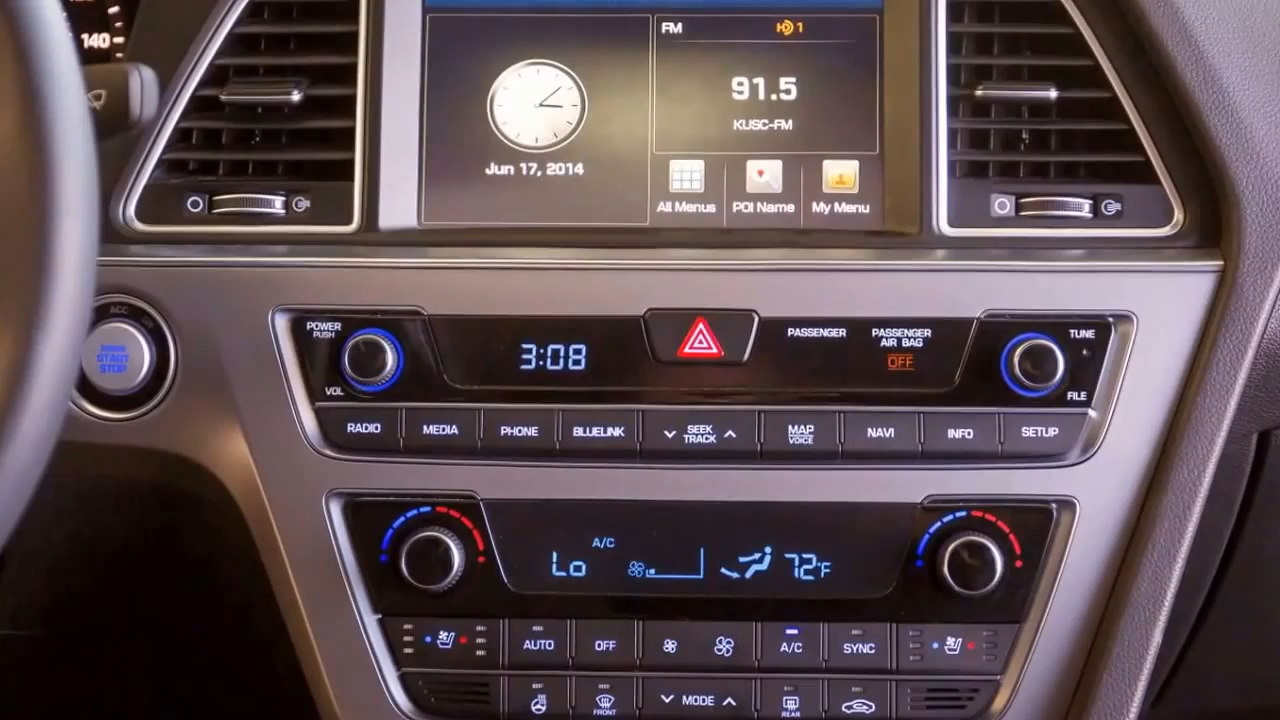 140
FM
HD 1
91.5
KUSC-FM
Jun 17, 2014
All Menus
POI Name
My Menu
ACC
ON
ENGINE
START
STOP
POWER
PUSH
VOL
3:08
PASSENGER
PASSENGER
AIR BAG
OFF
TUNE
FILE
RADIO
MEDIA
PHONE
BLUELINK
SEEK
TRACK
MAP
VOICE
NAVI
INFO
SETUP
A/C
Lo
72°F
AUTO
OFF
A/C
SYNC
FRONT
MODE
REAR